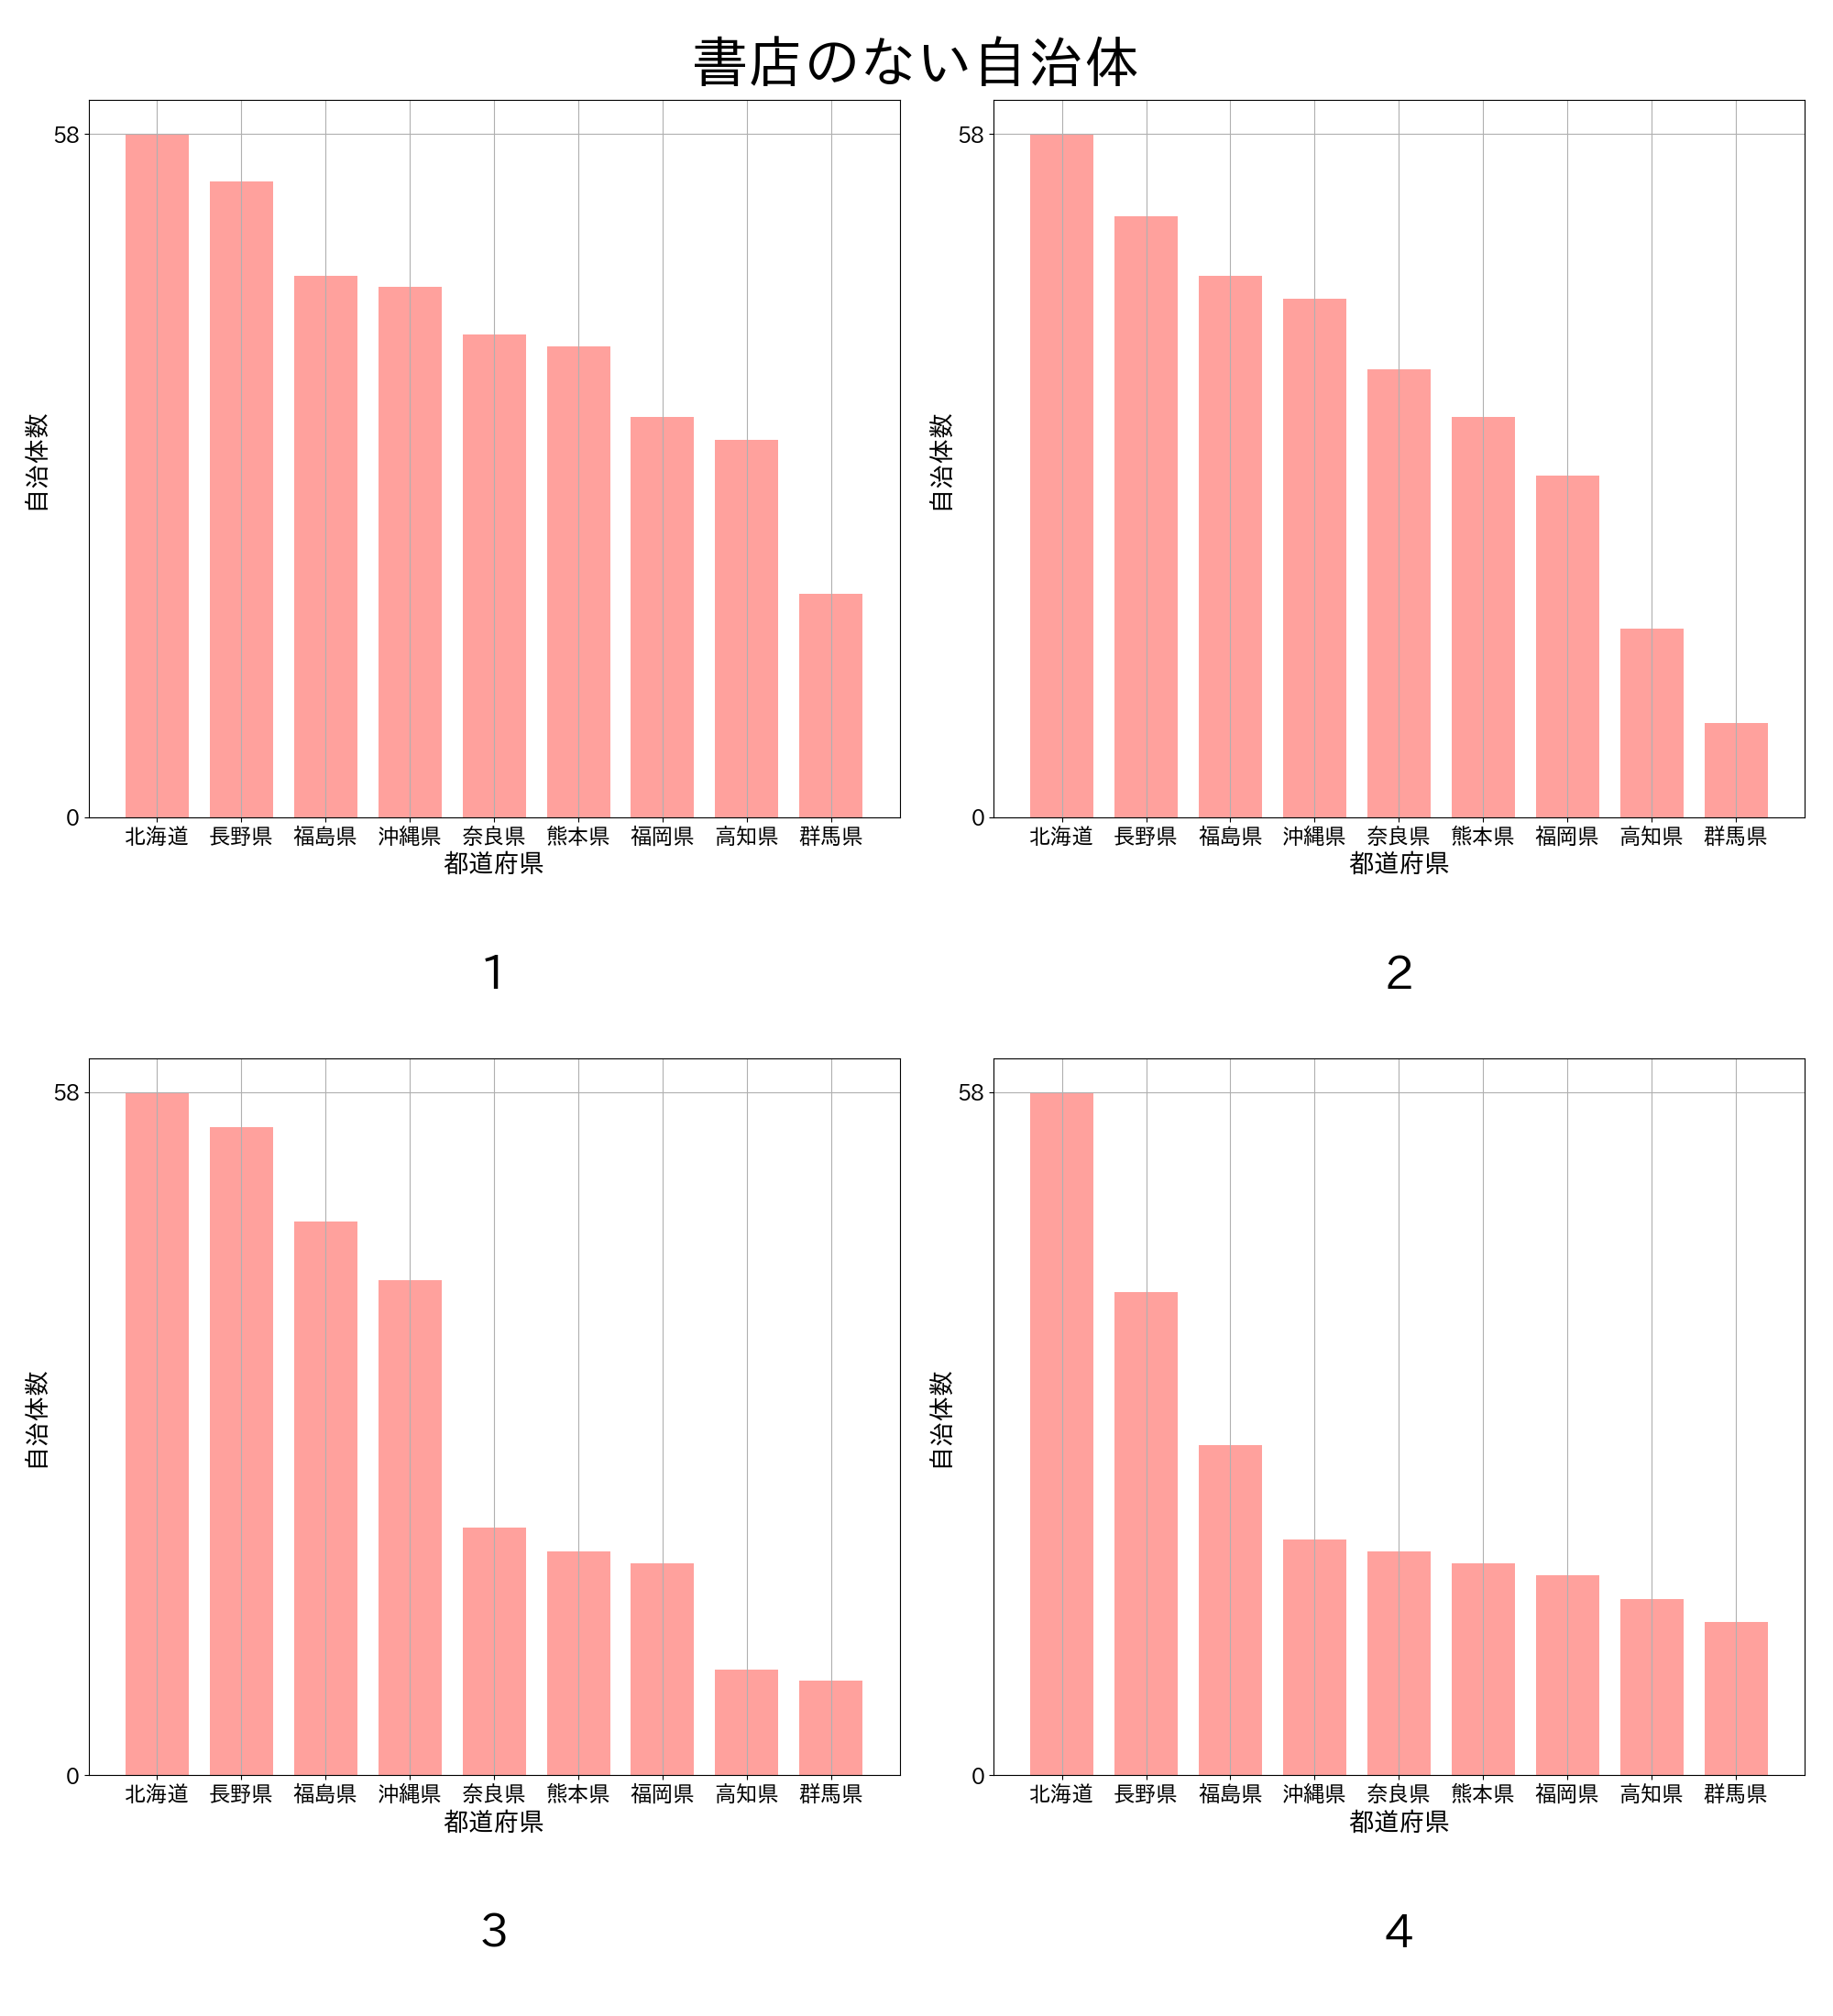 書店のない自治体
58
0
自治体数
北海道 長野県 福島県 沖縄県 奈良県 熊本県 福岡県 高知県 群馬県
都道府県
1
58
0
自治体数
北海道 長野県 福島県 沖縄県 奈良県 熊本県 福岡県 高知県 群馬県
都道府県
2
58
0
自治体数
北海道 長野県 福島県 沖縄県 奈良県 熊本県 福岡県 高知県 群馬県
都道府県
3
58
0
自治体数
北海道 長野県 福島県 沖縄県 奈良県 熊本県 福岡県 高知県 群馬県
都道府県
4